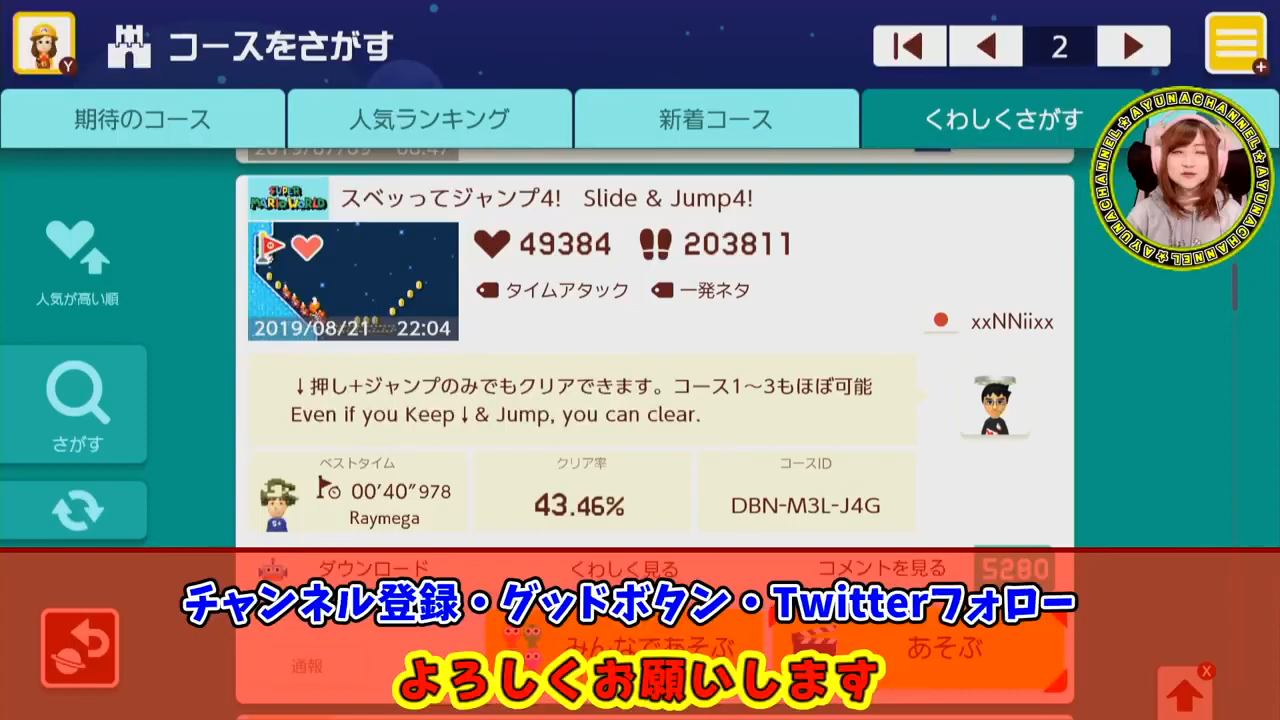 コースをさがす
Y
2
+
期待のコース
人気ランキング
新着コース
くわしくさがす
AYUNACHANNEL★AYUNACHANNEL★AYUNACHANNEL★
SUPER
MARIO WORLD
スベッってジャンプ4! Slide & Jump4!
49384
203811
タイムアタック
一発ネタ
2019/08/21 22:04
xxNNiixx
人気が高い順
↓押し+ジャンプのみでもクリアできます。コース1〜3もほぼ可能
Even if you Keep↓& Jump, you can clear.
さがす
ベストタイム
00'40"978
Raymega
クリア率
43.46%
コースID
DBN-M3L-J4G
ダウンロード
くわしく見る
コメントを見る
5280
チャンネル登録・グッドボタン・Twitterフォロー
みんなであそぶ
あそぶ
通報
よろしくお願いします
X